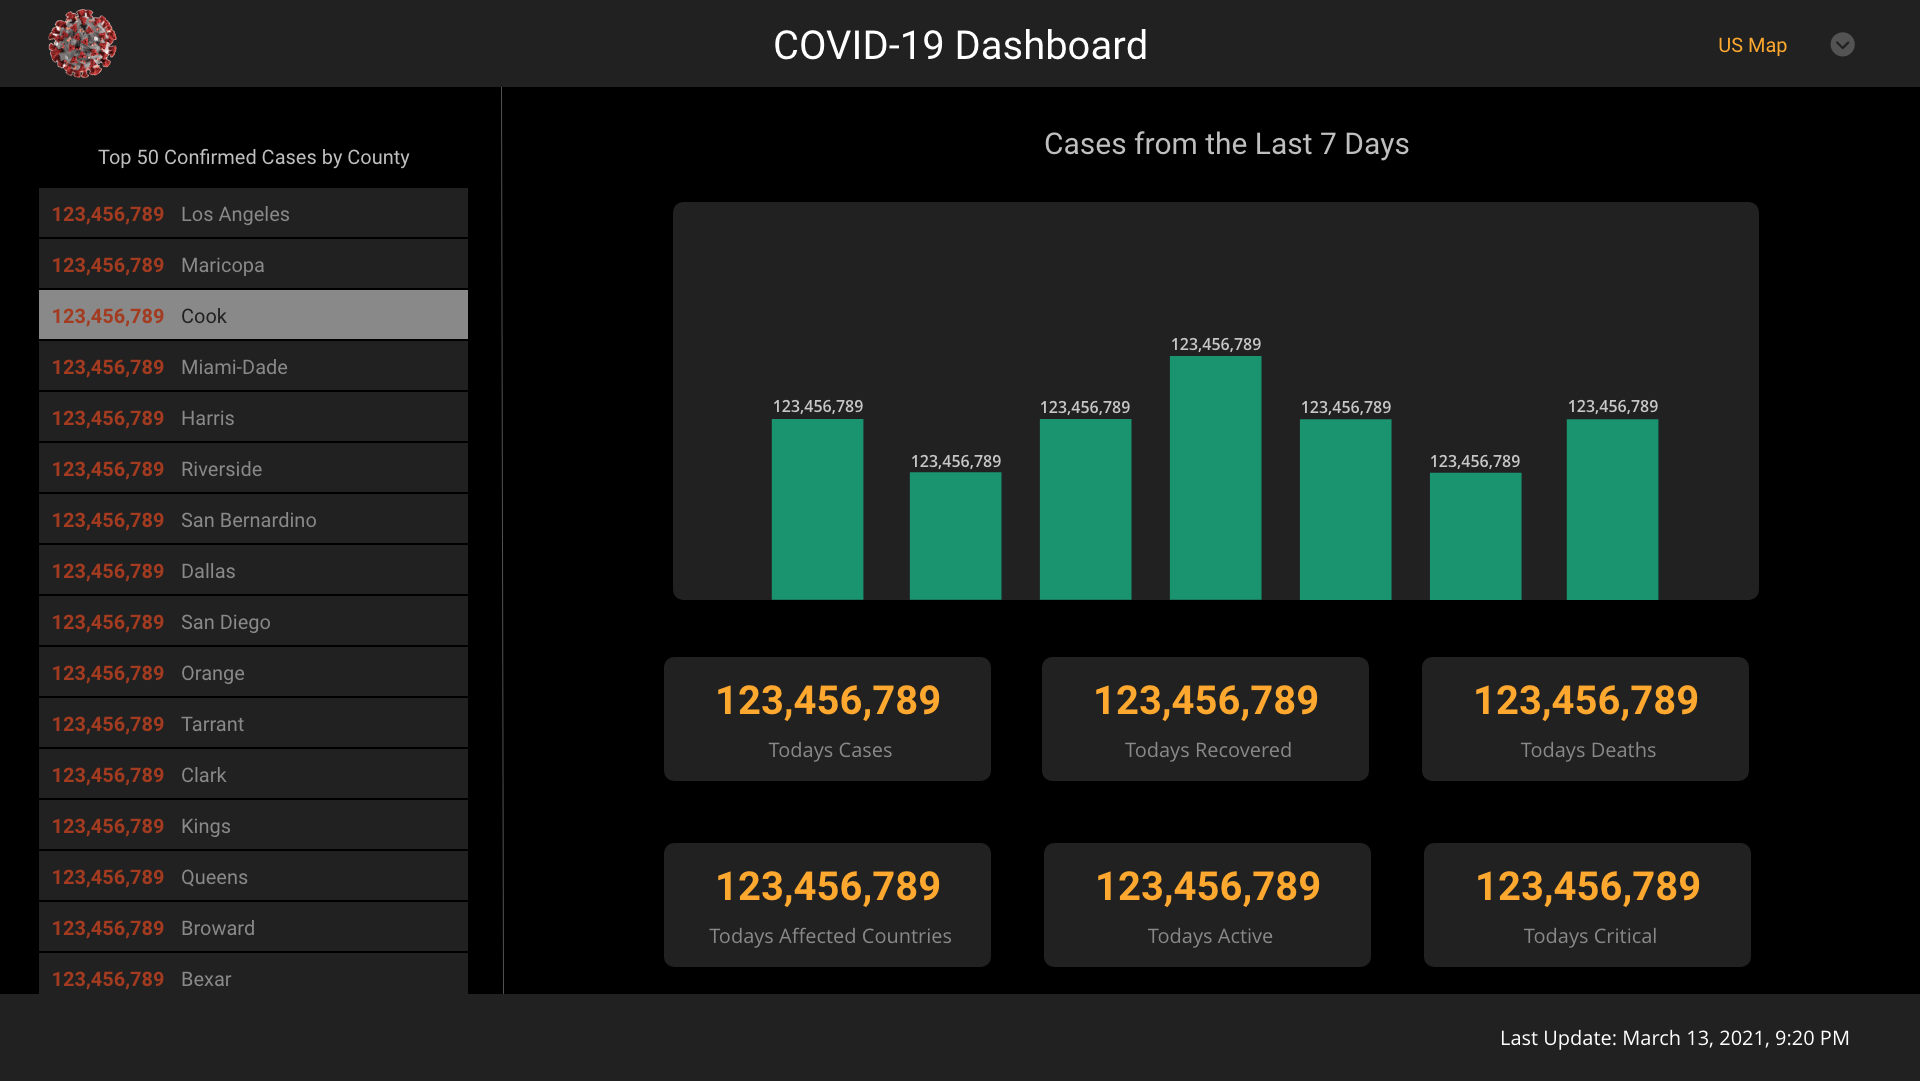 COVID-19 Dashboard
US Map
Top 50 Confirmed Cases by County
123,456,789 Los Angeles
123,456,789 Maricopa
123,456,789 Cook
123,456,789 Miami-Dade
123,456,789 Harris
123,456,789 Riverside
123,456,789 San Bernardino
123,456,789 Dallas
123,456,789 San Diego
123,456,789 Orange
123,456,789 Tarrant
123,456,789 Clark
123,456,789 Kings
123,456,789 Queens
123,456,789 Broward
123,456,789 Bexar
Cases from the Last 7 Days
123,456,789
123,456,789
123,456,789
123,456,789
123,456,789
123,456,789
123,456,789
123,456,789
Todays Cases
123,456,789
Todays Recovered
123,456,789
Todays Deaths
123,456,789
Todays Affected Countries
123,456,789
Todays Active
123,456,789
Todays Critical
Last Update: March 13, 2021, 9:20 PM